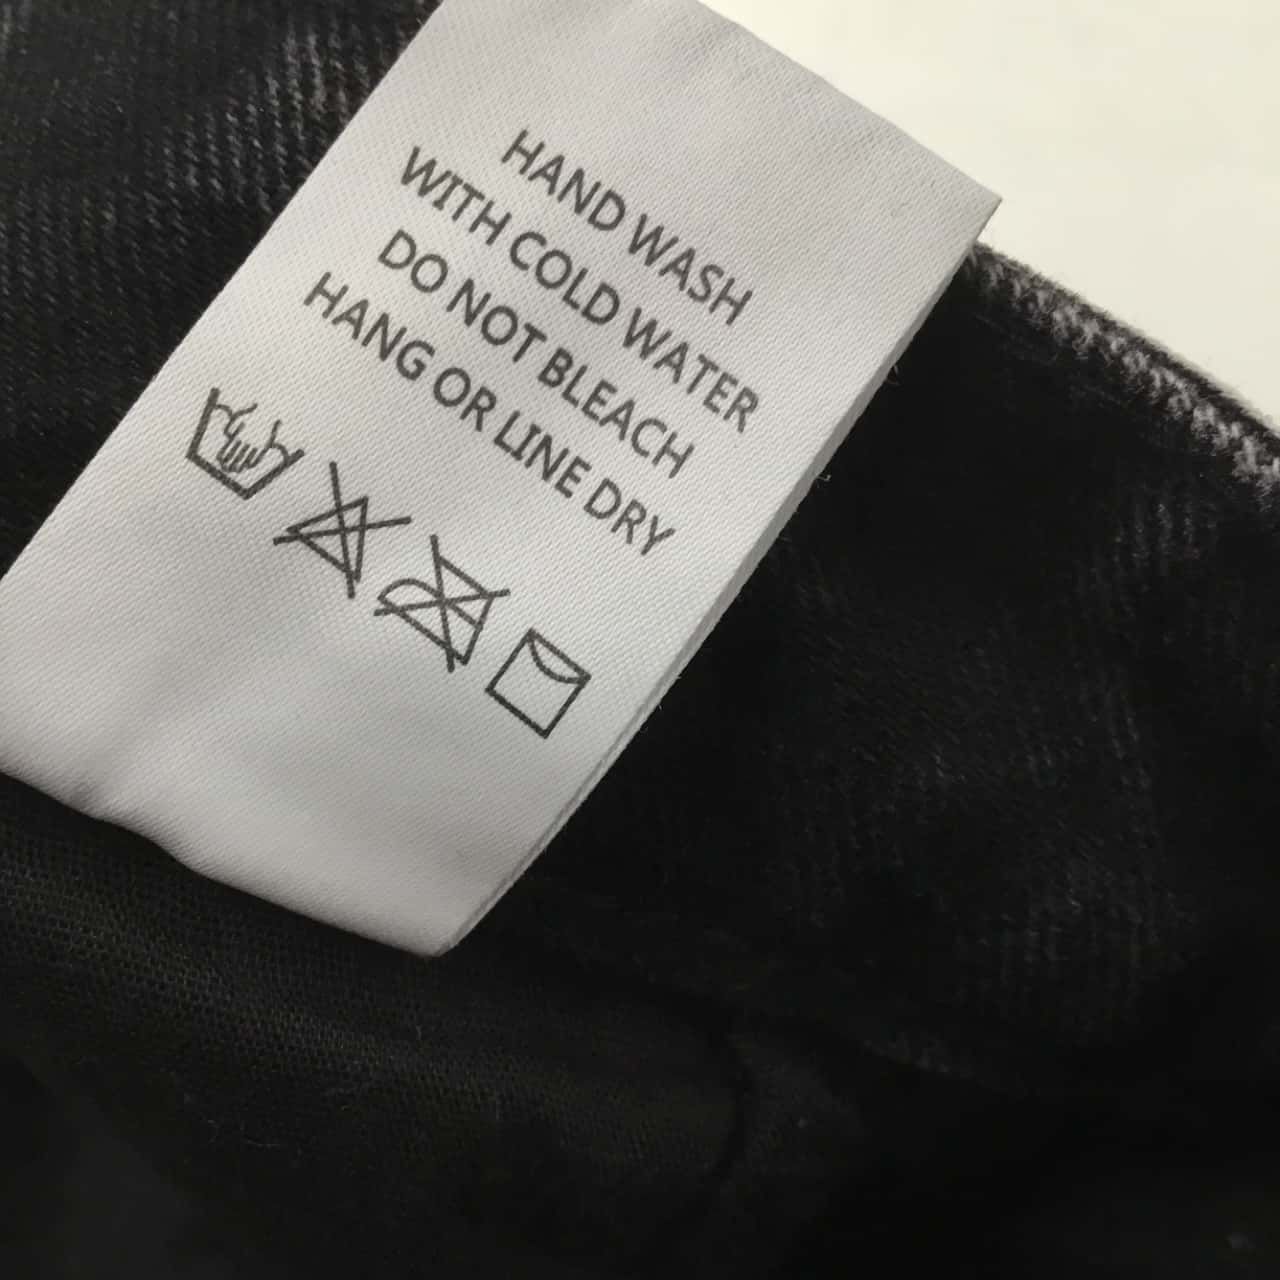 HAND WASH
WITH COLD WATER
DO NOT BLEACH
HANG OR LINE DRY